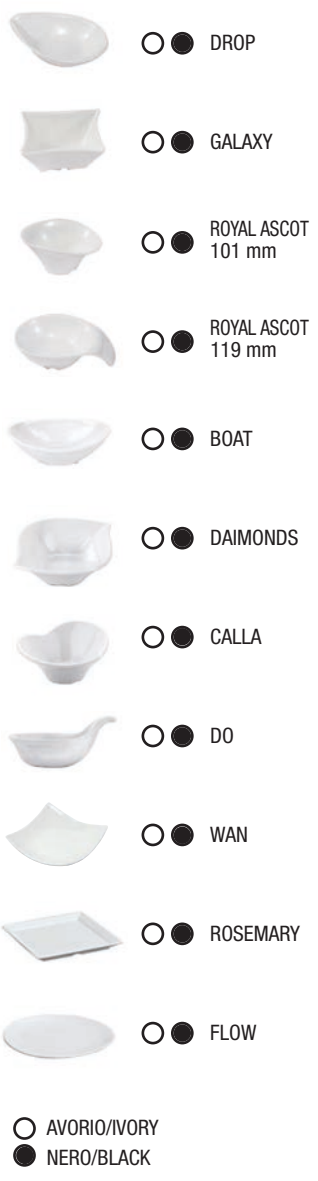 DROP
GALAXY
ROYAL ASCOT
101 mm
ROYAL ASCOT
119 mm
BOAT
DAIMONDS
CALLA
DO
WAN
ROSEMARY
FLOW
AVORIO/IVORY
NERO/BLACK